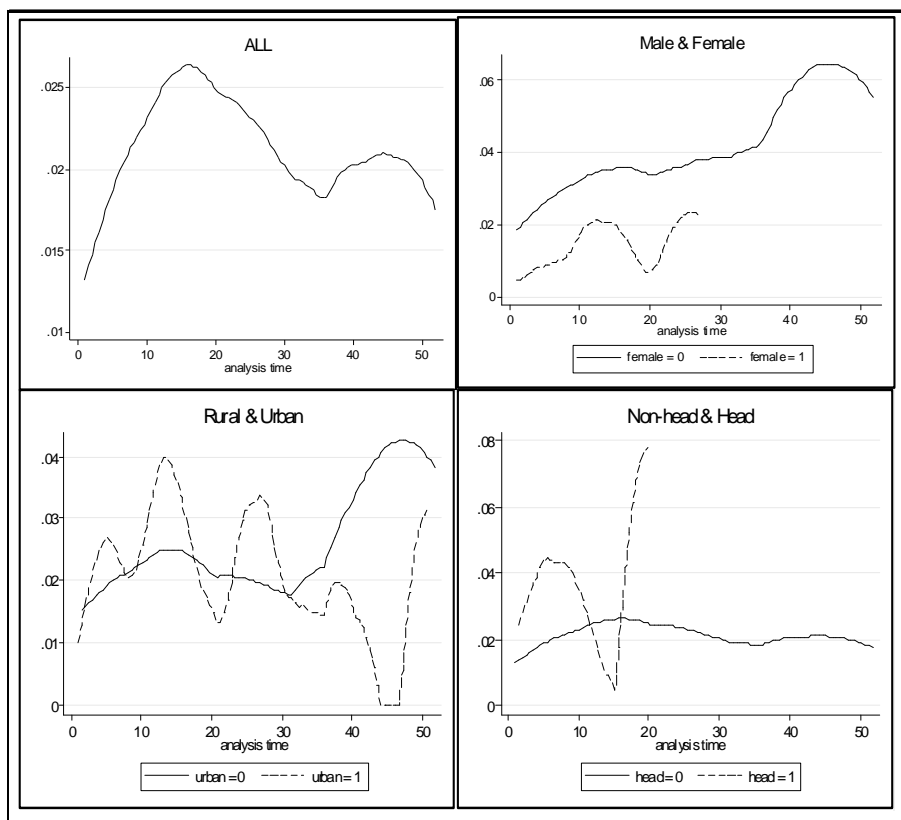 ALL
.025
.02
.015
.01
0 10 20 30 40 50
analysis time
Male & Female
.06
.04
.02
0
0 10 20 30 40 50
analysis time
female = 0 female = 1
Rural & Urban
.04
.03
.02
.01
0
0 10 20 30 40 50
analysis time
urban = 0 urban = 1
Non-head & Head
.08
.06
.04
.02
0
0 10 20 30 40 50
analysis time
head = 0 head = 1